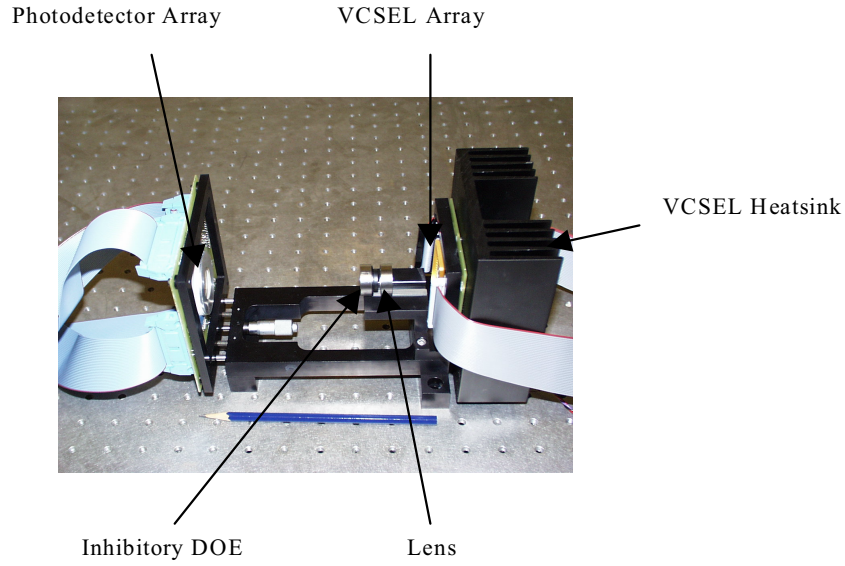 Photodetector Array
VCSEL Array
VCSEL Heatsink
Inhibitory DOE
Lens